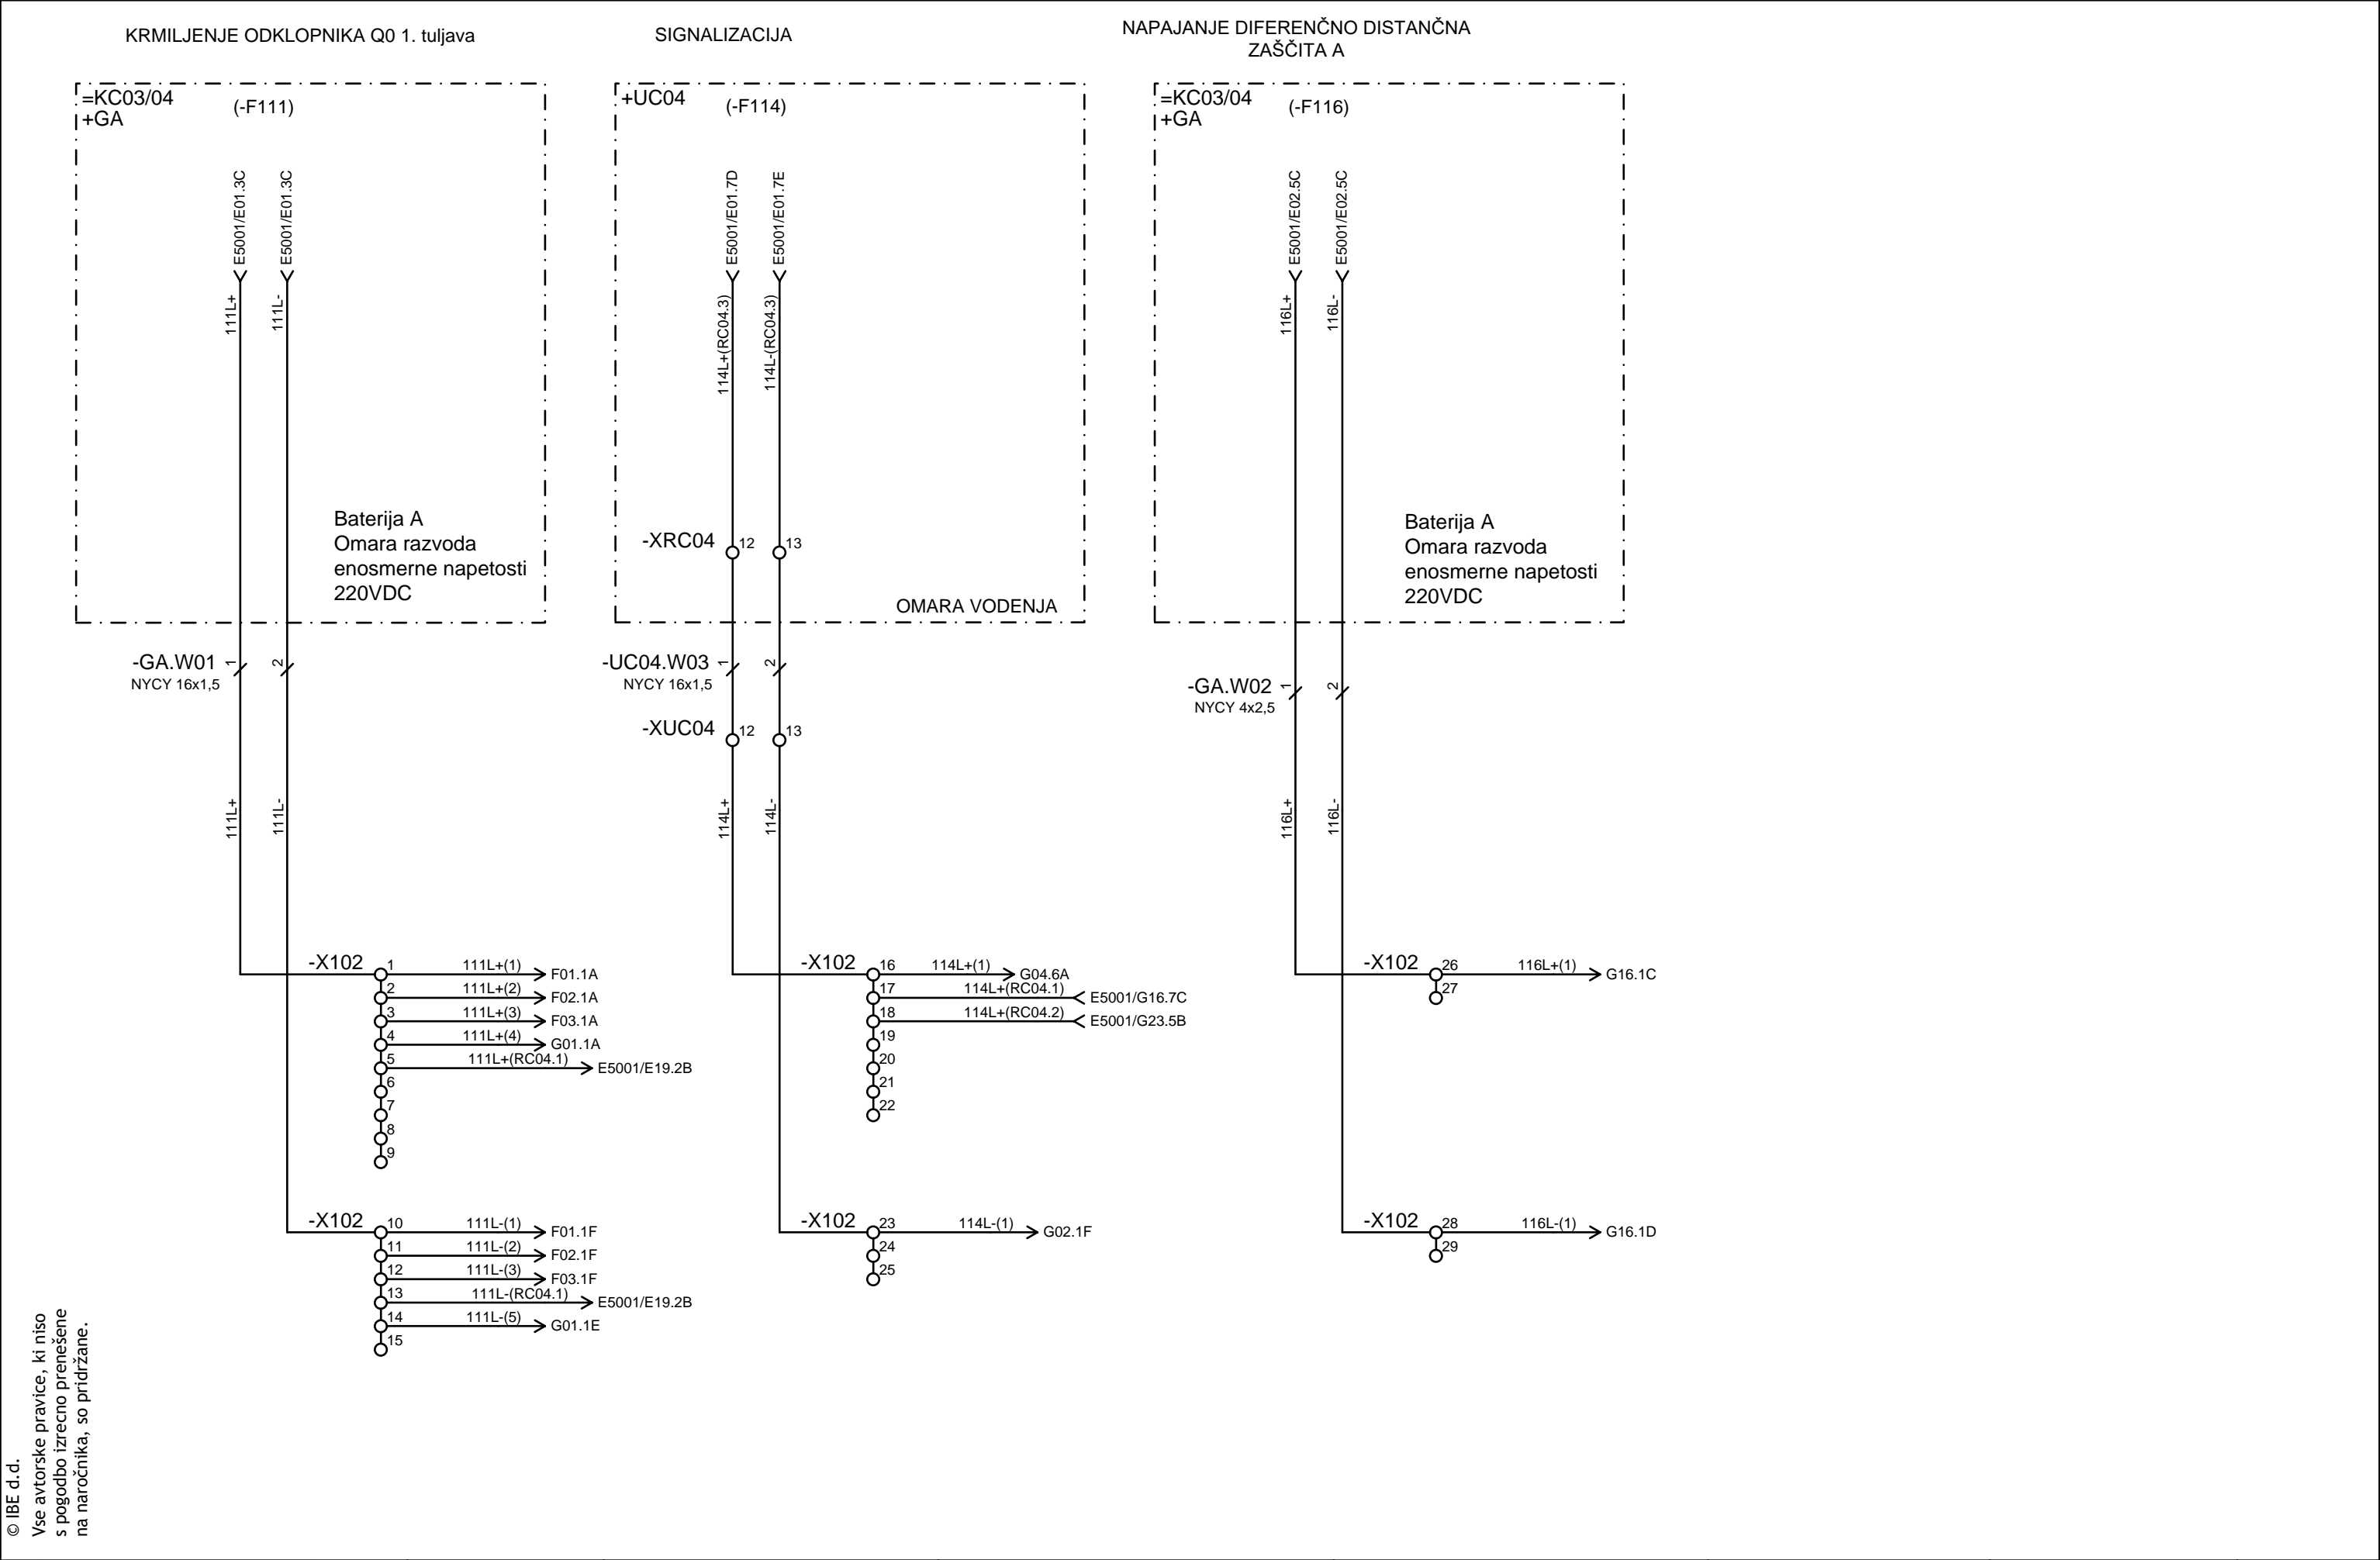 KRMILJENJE ODKLOPNIKA Q0 1. tuljava
=KC03/04
+GA
(-F111)
E5001/E01.3C
E5001/E01.3C
111L+
111L-
Baterija A
Omara razvoda
enosmerne napetosti
220VDC
-GA.W01
NYCY 16x1,5
1
2
111L+
111L-
-X102
1
111L+(1)
F01.1A
2
111L+(2)
F02.1A
3
111L+(3)
F03.1A
4
111L+(4)
G01.1A
5
111L+(RC04.1)
E5001/E19.2B
6
7
8
9
-X102
10
111L-(1)
F01.1F
11
111L-(2)
F02.1F
12
111L-(3)
F03.1F
13
111L-(RC04.1)
E5001/E19.2B
14
111L-(5)
G01.1E
15
SIGNALIZACIJA
+UC04
(-F114)
E5001/E01.7D
E5001/E01.7E
114L+(RC04.3)
114L-(RC04.3)
-XRC04
12
13
OMARA VODENJA
-UC04.W03
NYCY 16x1,5
1
2
-XUC04
12
13
114L+
114L-
-X102
16
114L+(1)
G04.6A
17
114L+(RC04.1)
E5001/G16.7C
18
114L+(RC04.2)
E5001/G23.5B
19
20
21
22
-X102
23
114L-(1)
G02.1F
24
25
NAPAJANJE DIFERENČNO DISTANČNA
ZAŠČITA A
=KC03/04
+GA
(-F116)
E5001/E02.5C
E5001/E02.5C
116L+
116L-
Baterija A
Omara razvoda
enosmerne napetosti
220VDC
-GA.W02
NYCY 4x2,5
1
2
116L+
116L-
-X102
26
116L+(1)
G16.1C
27
-X102
28
116L-(1)
G16.1D
29
© IBE d.d.
Vse avtorske pravice, ki niso
s pogodbo izrecno prenešene
na naročnika, so pridržane.